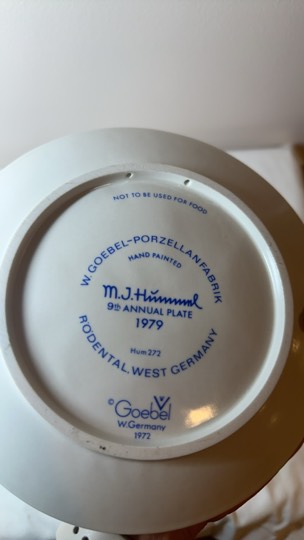 NOT TO BE USED FOR FOOD
W. GOEBEL-PORZELLANFABRIK
HAND PAINTED
M.J. Hümmel
9th ANNUAL PLATE
1979
Hum 272
RÖDENTAL, WEST GERMANY
© Goebel
W. Germany
1972